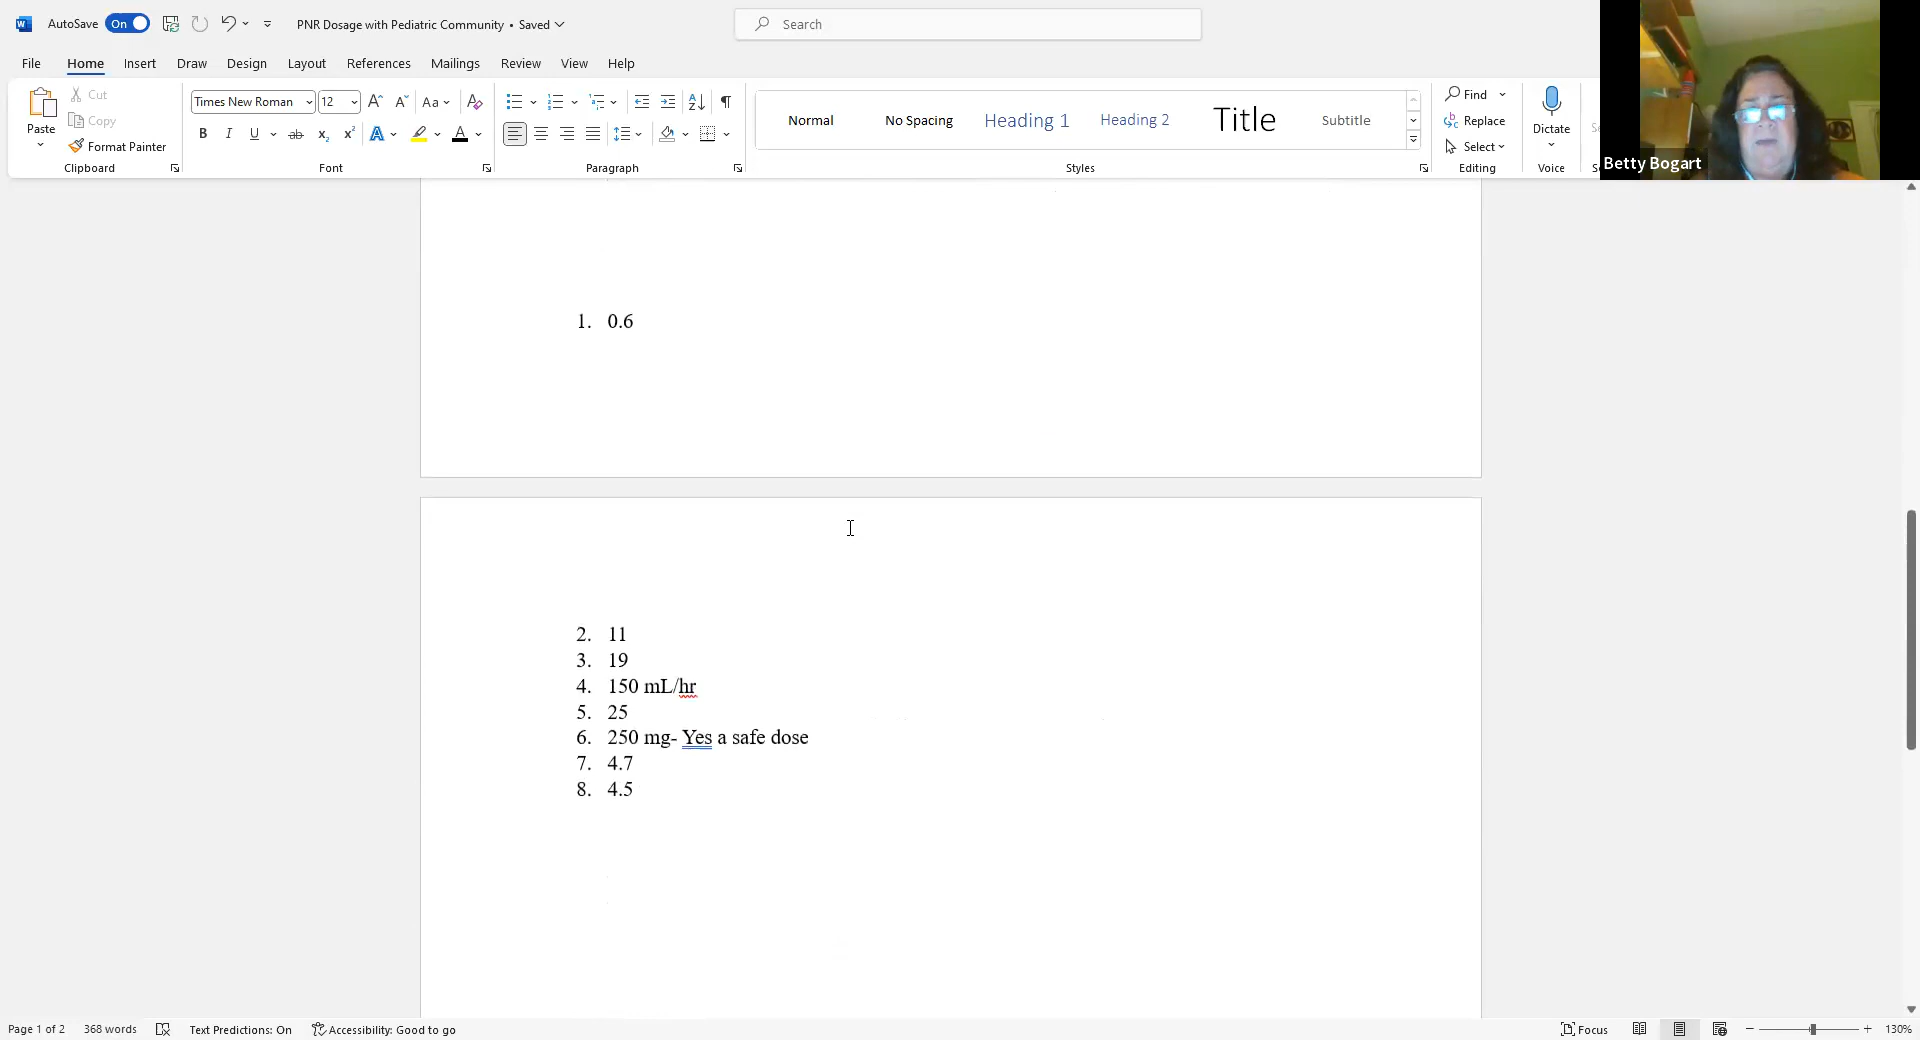 AutoSave On PNR Dosage with Pediatric Community • Saved Search
File Home Insert Draw Design Layout References Mailings Review View Help
Paste Cut Copy Format Painter Clipboard
Times New Roman 12 Aa Font
Paragraph
Normal No Spacing Heading 1 Heading 2 Title Subtitle Styles
Find Replace Select Editing
Dictate Voice
Betty Bogart
1. 0.6
2. 11
3. 19
4. 150 mL/hr
5. 25
6. 250 mg- Yes a safe dose
7. 4.7
8. 4.5
Page 1 of 2 368 words Text Predictions: On Accessibility: Good to go Focus 130%